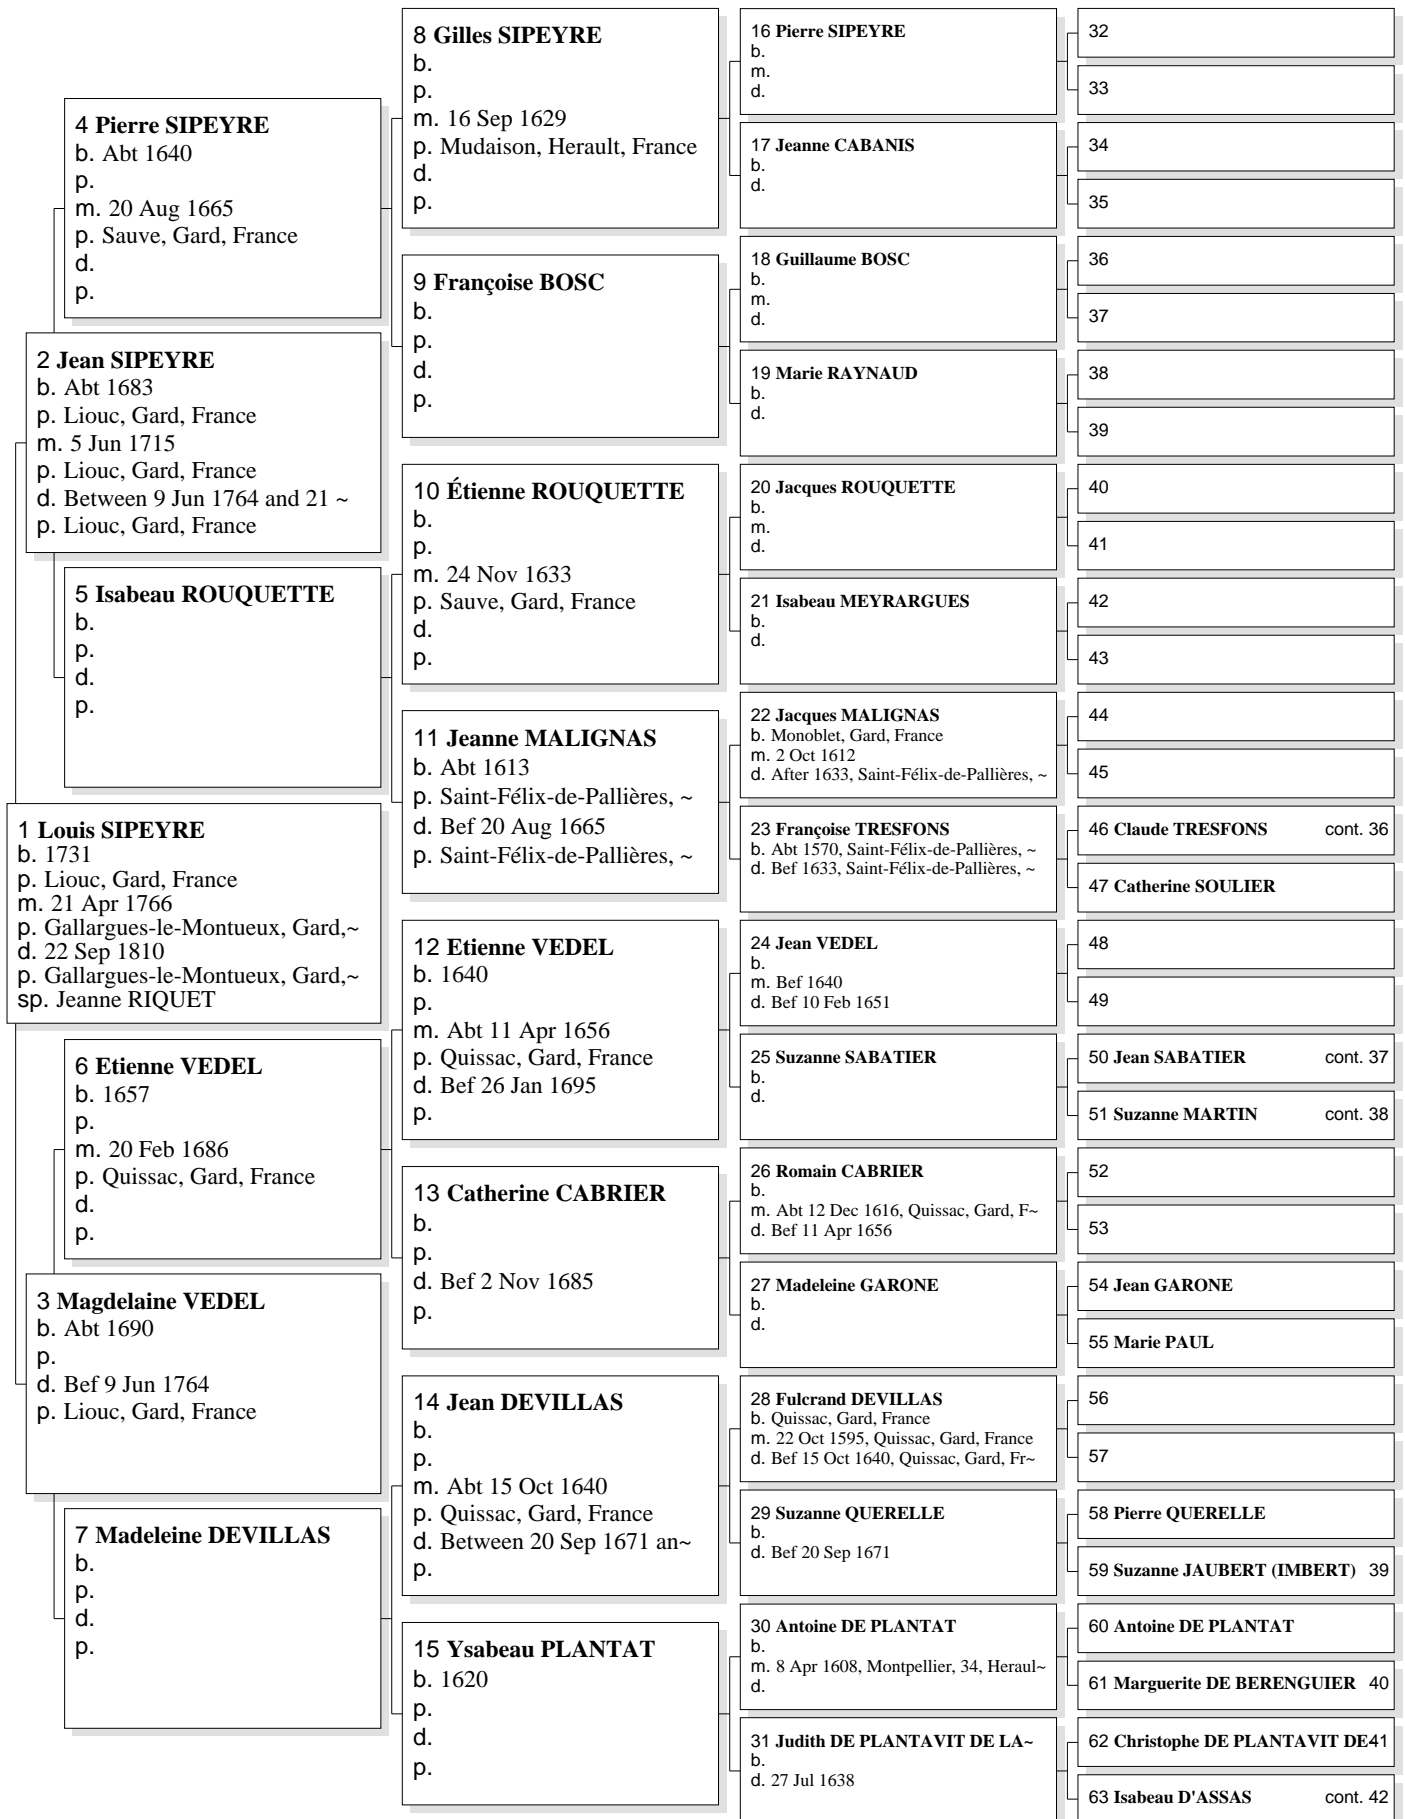 1 Louis SIPEYRE
b. 1731
p. Liouc, Gard, France
m. 21 Apr 1766
p. Gallargues-le-Montueux, Gard,~
d. 22 Sep 1810
p. Gallargues-le-Montueux, Gard,~
sp. Jeanne RIQUET
2 Jean SIPEYRE
b. Abt 1683
p. Liouc, Gard, France
m. 5 Jun 1715
p. Liouc, Gard, France
d. Between 9 Jun 1764 and 21 ~
p. Liouc, Gard, France
3 Magdelaine VEDEL
b. Abt 1690
p.
d. Bef 9 Jun 1764
p. Liouc, Gard, France
4 Pierre SIPEYRE
b. Abt 1640
p.
m. 20 Aug 1665
p. Sauve, Gard, France
d.
p.
5 Isabeau ROUQUETTE
b.
p.
d.
p.
6 Etienne VEDEL
b. 1657
p.
m. 20 Feb 1686
p. Quissac, Gard, France
d.
p.
7 Madeleine DEVILLAS
b.
p.
d.
p.
8 Gilles SIPEYRE
b.
p.
m. 16 Sep 1629
p. Mudaison, Herault, France
d.
p.
9 Françoise BOSC
b.
p.
d.
p.
10 Étienne ROUQUETTE
b.
p.
m. 24 Nov 1633
p. Sauve, Gard, France
d.
p.
11 Jeanne MALIGNAS
b. Abt 1613
p. Saint-Félix-de-Pallières, ~
d. Bef 20 Aug 1665
p. Saint-Félix-de-Pallières, ~
12 Etienne VEDEL
b. 1640
p.
m. Abt 11 Apr 1656
p. Quissac, Gard, France
d. Bef 26 Jan 1695
p.
13 Catherine CABRIER
b.
p.
d. Bef 2 Nov 1685
p.
14 Jean DEVILLAS
b.
p.
m. Abt 15 Oct 1640
p. Quissac, Gard, France
d. Between 20 Sep 1671 an~
p.
15 Ysabeau PLANTAT
b. 1620
p.
d.
p.
16 Pierre SIPEYRE
b.
m.
d.
17 Jeanne CABANIS
b.
d.
18 Guillaume BOSC
b.
m.
d.
19 Marie RAYNAUD
b.
d.
20 Jacques ROUQUETTE
b.
m.
d.
21 Isabeau MEYRARGUES
b.
d.
22 Jacques MALIGNAS
b. Monoblet, Gard, France
m. 2 Oct 1612
d. After 1633, Saint-Félix-de-Pallières, ~
23 Françoise TRESFONS
b. Abt 1570, Saint-Félix-de-Pallières, ~
d. Bef 1633, Saint-Félix-de-Pallières, ~
24 Jean VEDEL
b.
m. Bef 1640
d. Bef 10 Feb 1651
25 Suzanne SABATIER
b.
d.
26 Romain CABRIER
b.
m. Abt 12 Dec 1616, Quissac, Gard, F~
d. Bef 11 Apr 1656
27 Madeleine GARONE
b.
d.
28 Fulcrand DEVILLAS
b. Quissac, Gard, France
m. 22 Oct 1595, Quissac, Gard, France
d. Bef 15 Oct 1640, Quissac, Gard, Fr~
29 Suzanne QUERELLE
b.
d. Bef 20 Sep 1671
30 Antoine DE PLANTAT
b.
m. 8 Apr 1608, Montpellier, 34, Heraul~
d.
31 Judith DE PLANTAVIT DE LA~
b.
d. 27 Jul 1638
32
33
34
35
36
37
38
39
40
41
42
43
44
45
46 Claude TRESFONS cont. 36
47 Catherine SOULIER
48
49
50 Jean SABATIER cont. 37
51 Suzanne MARTIN cont. 38
52
53
54 Jean GARONE
55 Marie PAUL
56
57
58 Pierre QUERELLE
59 Suzanne JAUBERT (IMBERT) 39
60 Antoine DE PLANTAT
61 Marguerite DE BERENGUIER 40
62 Christophe DE PLANTAVIT DE41
63 Isabeau D'ASSAS cont. 42